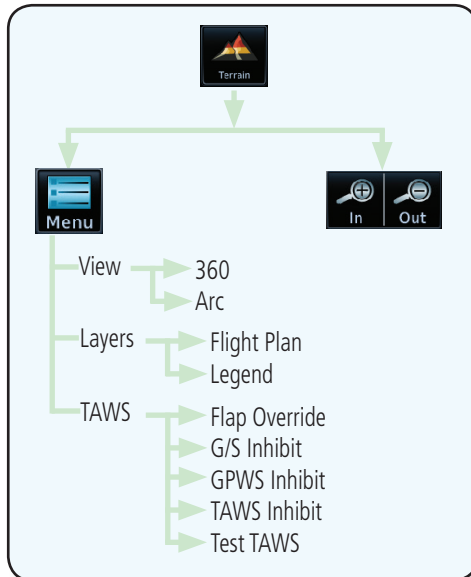 Terrain
Menu
In Out
View
360
Arc
Layers
Flight Plan
Legend
TAWS
Flap Override
G/S Inhibit
GPWS Inhibit
TAWS Inhibit
Test TAWS